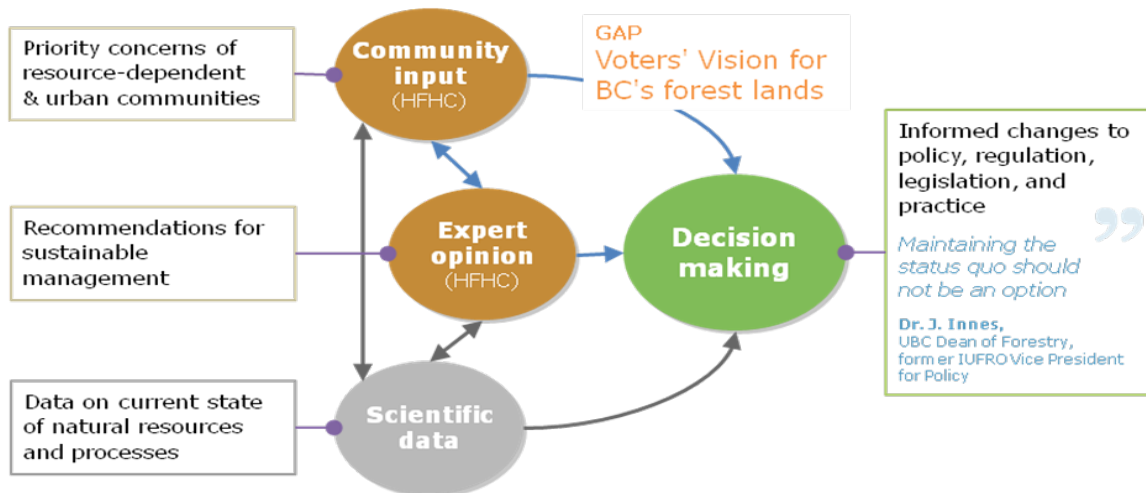 Priority concerns of
resource-dependent
& urban communities
Community
input
(HFHC)
GAP
Voters' Vision for
BC's forest lands
Recommendations for
sustainable
management
Expert
opinion
(HFHC)
Decision
making
Informed changes to
policy, regulation,
legislation, and
practice
”
Maintaining the
status quo should
not be an option
Dr. J. Innes,
UBC Dean of Forestry,
former IUFRO Vice President
for Policy
Data on current state
of natural resources
and processes
Scientific
data